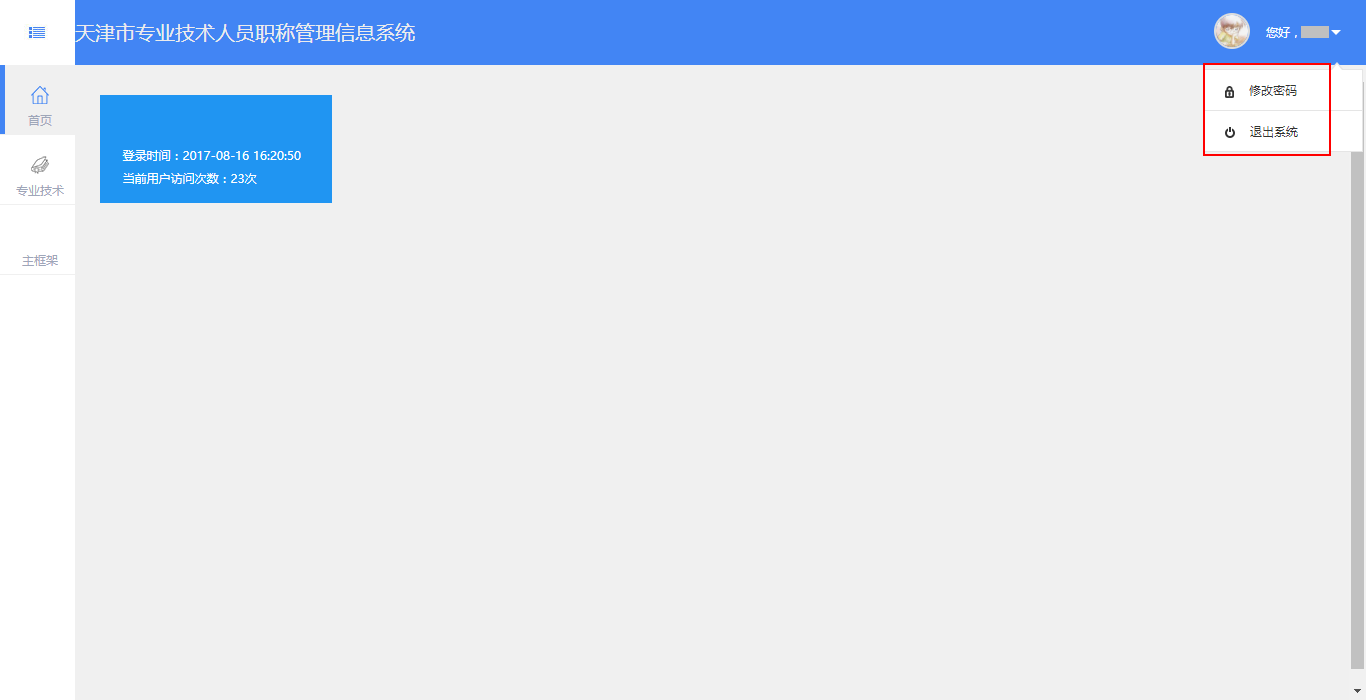 天津市专业技术人员职称管理信息系统
您好，
修改密码
退出系统
首页
专业技术
主框架
登录时间：2017-08-16 16:20:50
当前用户访问次数：23次